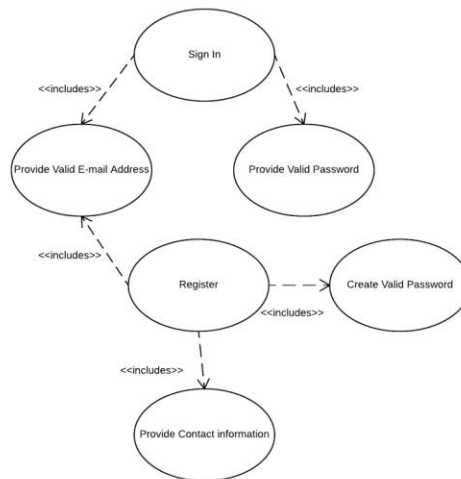 Sign In
<<includes>>
<<includes>>
Provide Valid E-mail Address
Provide Valid Password
<<includes>>
Register
Create Valid Password
<<includes>>
<<includes>>
Provide Contact information